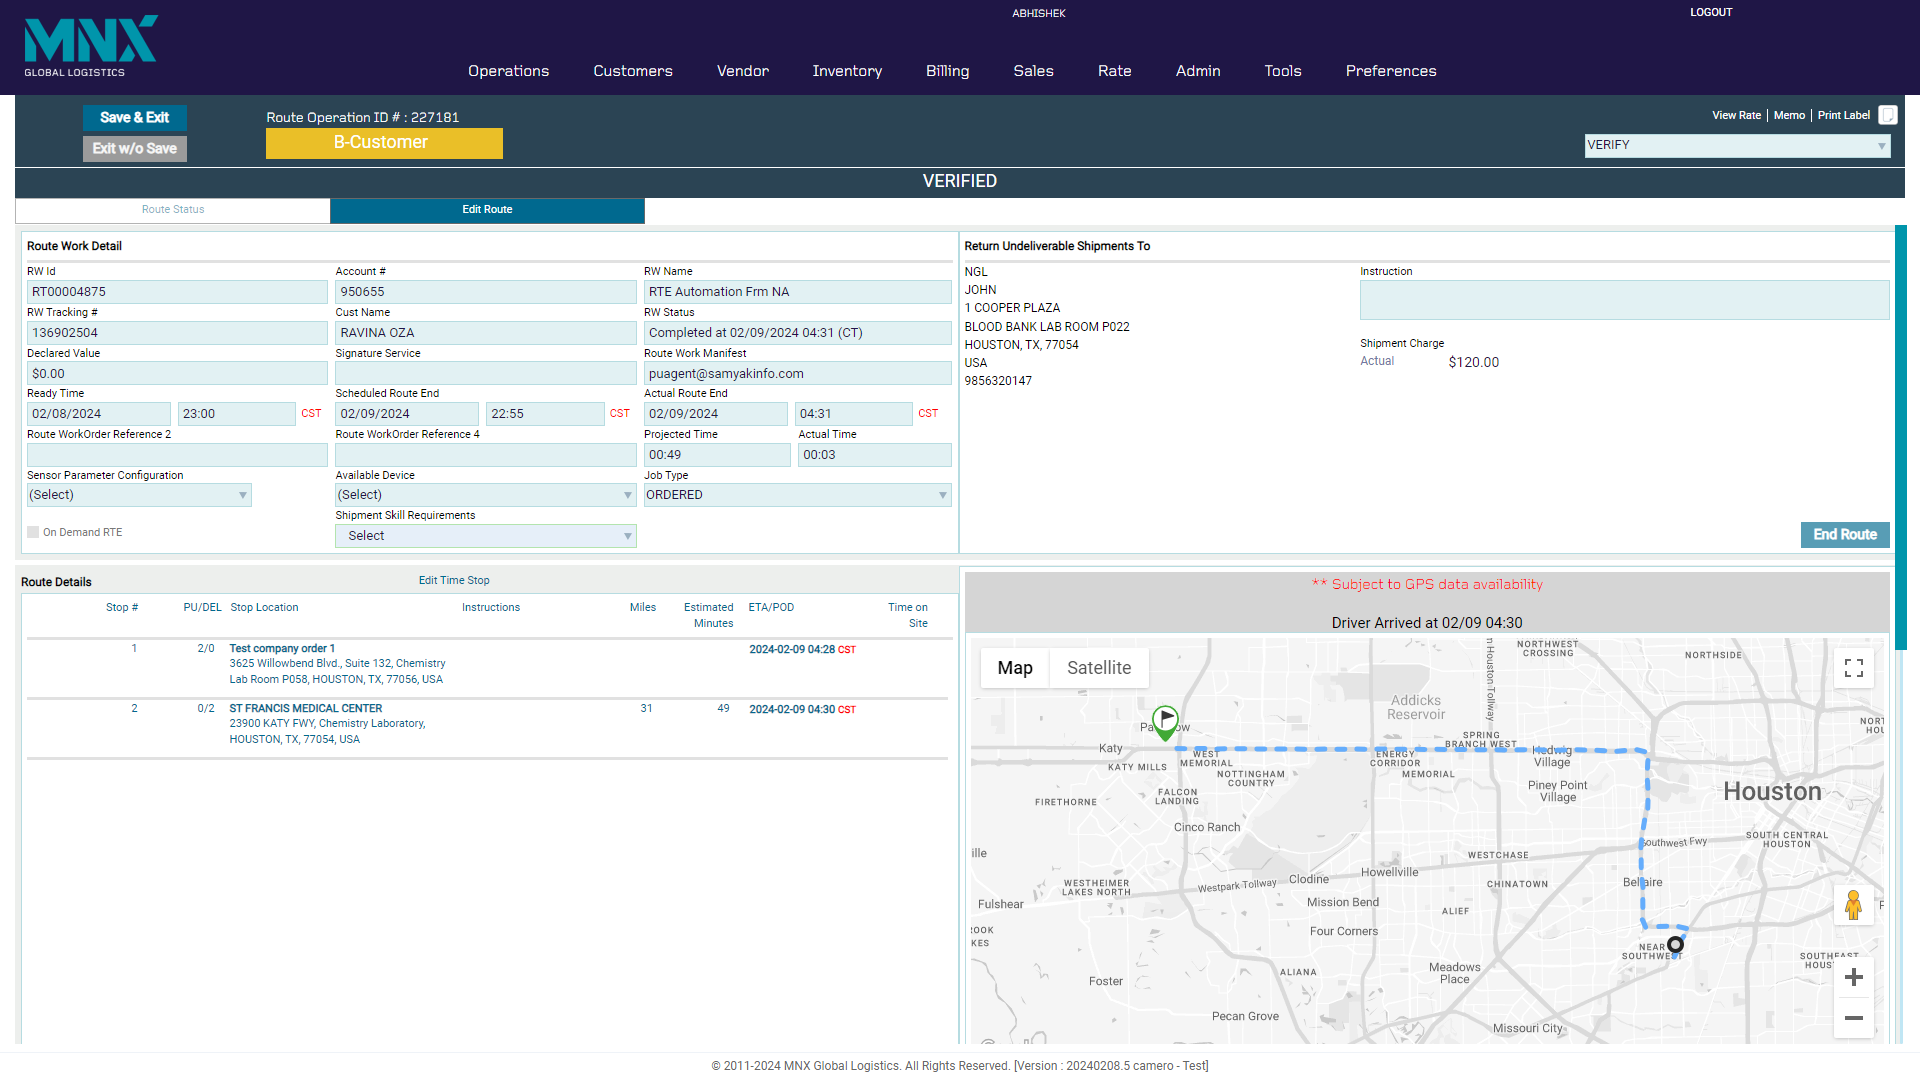 MNX
GLOBAL LOGISTICS
ABHISHEK
LOGOUT
Operations Customers Vendor Inventory Billing Sales Rate Admin Tools Preferences
Save & Exit
Exit w/o Save
Route Operation ID # : 227181
B-Customer
View Rate | Memo | Print Label
VERIFY
VERIFIED
Route Status
Edit Route
Route Work Detail
RW Id Account # RW Name
RT00004875 950655 RTE Automation Frm NA
RW Tracking # Cust Name RW Status
136902504 RAVINA OZA Completed at 02/09/2024 04:31 (CT)
Declared Value Signature Service Route Work Manifest
$0.00 puagent@samyakinfo.com
Ready Time Scheduled Route End Actual Route End
02/08/2024 23:00 CST 02/09/2024 22:55 CST 02/09/2024 04:31 CST
Route WorkOrder Reference 2 Route WorkOrder Reference 4 Projected Time Actual Time
00:49 00:03
Sensor Parameter Configuration Available Device Job Type
(Select) (Select) ORDERED
Shipment Skill Requirements
On Demand RTE Select
Return Undeliverable Shipments To
NGL
JOHN
1 COOPER PLAZA
BLOOD BANK LAB ROOM P022
HOUSTON, TX, 77054
USA
9856320147
Instruction
Shipment Charge
Actual $120.00
End Route
Route Details Edit Time Stop
Stop # PU/DEL Stop Location Instructions Miles Estimated Minutes ETA/POD Time on Site
1 2/0 Test company order 1 2024-02-09 04:28 CST
3625 Willowbend Blvd., Suite 132, Chemistry
Lab Room P058, HOUSTON, TX, 77056, USA
2 0/2 ST FRANCIS MEDICAL CENTER 31 49 2024-02-09 04:30 CST
23900 KATY FWY, Chemistry Laboratory,
HOUSTON, TX, 77054, USA
** Subject to GPS data availability
Driver Arrived at 02/09 04:30
Map Satellite
NORTHWEST
CROSSING
NORTHSIDE
n Houston Tollway
Addicks
Reservoir
Katy
KATY MILLS
WEST
MEMORIAL
NOTTINGHAM
COUNTRY
ENERGY
CORRIDOR
MEMORIAL
SPRING
BRANCH WEST
Hedwig
Village
Piney Point
Village
FIRETHORNE
FALCON
LANDING
Cinco Ranch
Houston
SOUTH CENTRAL
HOUSTON
Southwest Fwy
WESTCHASE
Howellville
CHINATOWN
Bellaire
WESTHEIMER
LAKES NORTH
Westpark Tollway
Clodine
Fulshear
Mission Bend
ALIEF
Four Corners
NEAR
SOUTHWEST
ALIANA
Meadows
Place
Foster
Pecan Grove
Missouri City
© 2011-2024 MNX Global Logistics. All Rights Reserved. [Version : 20240208.5 camero - Test]